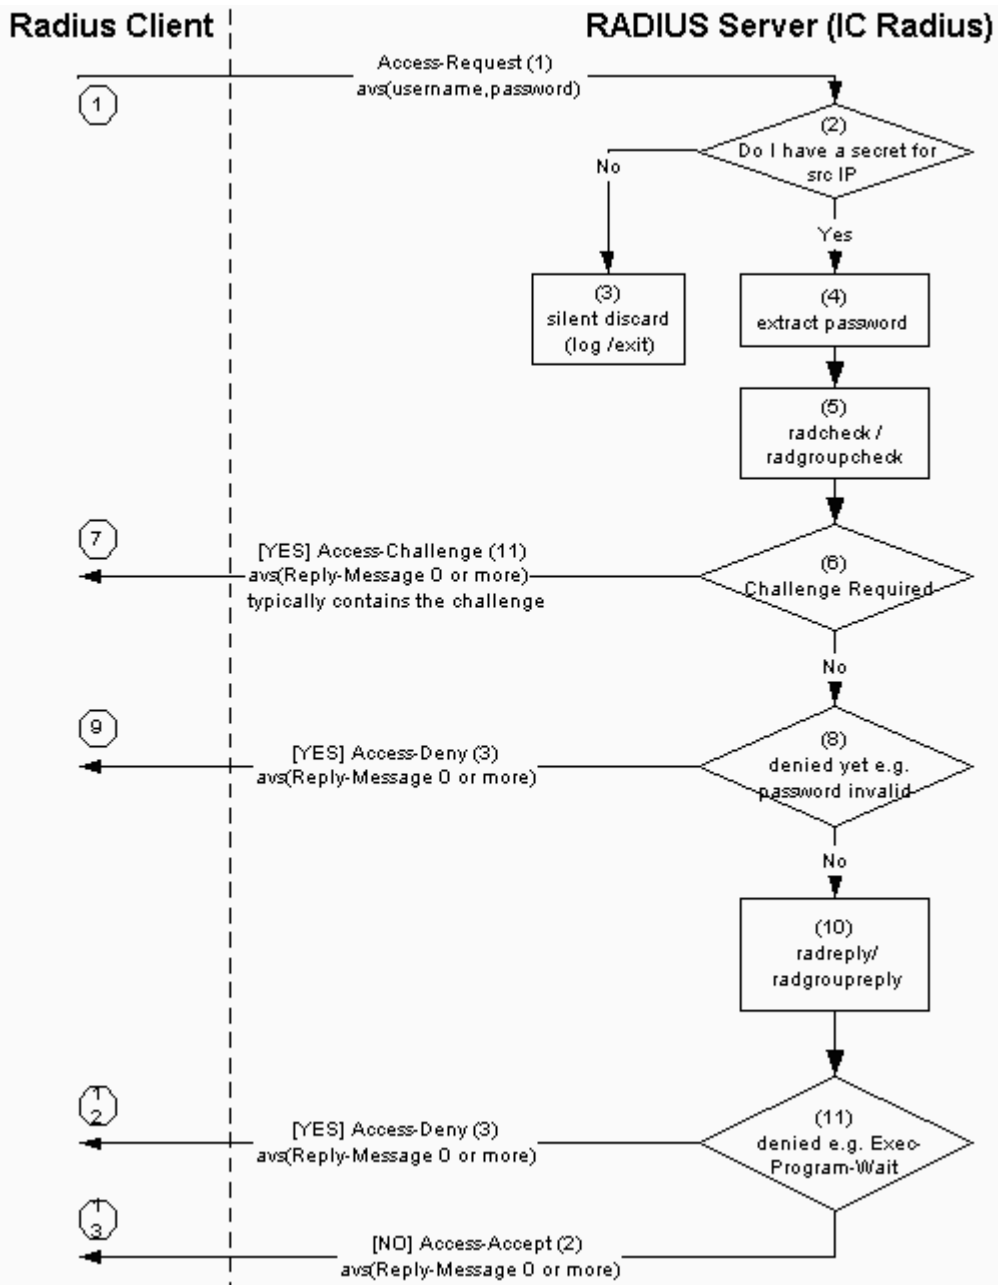 Radius Client
RADIUS Server (IC Radius)
Access-Request (1)
avs(username,password)
1
(2)
Do I have a secret for
src IP
No
Yes
(3)
silent discard
(log /exit)
(4)
extract password
(5)
radcheck /
radgroupcheck
7
[YES] Access-Challenge (11)
avs(Reply-Message 0 or more)
typically contains the challenge
(6)
Challenge Required
No
9
[YES] Access-Deny (3)
avs(Reply-Message 0 or more)
(8)
denied yet e.g.
password invalid
No
(10)
radreply/
radgroupreply
1
2
[YES] Access-Deny (3)
avs(Reply-Message 0 or more)
(11)
denied e.g. Exec-
Program-Wait
1
3
[NO] Access-Accept (2)
avs(Reply-Message 0 or more)